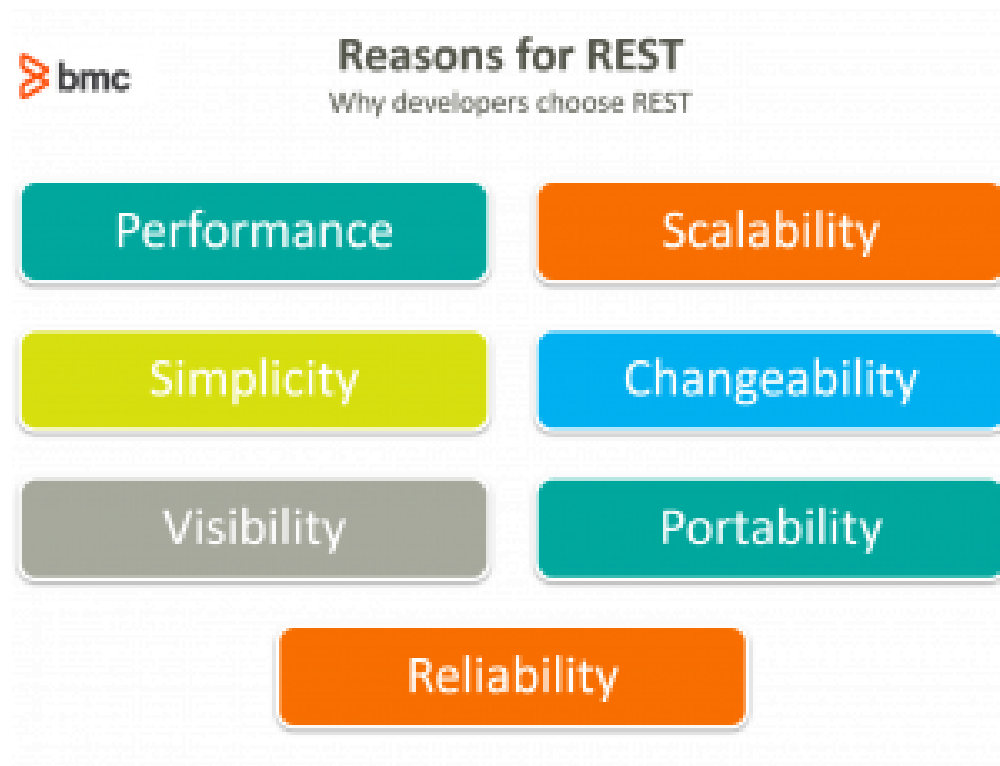 bmc
Reasons for REST
Why developers choose REST
Performance
Scalability
Simplicity
Changeability
Visibility
Portability
Reliability